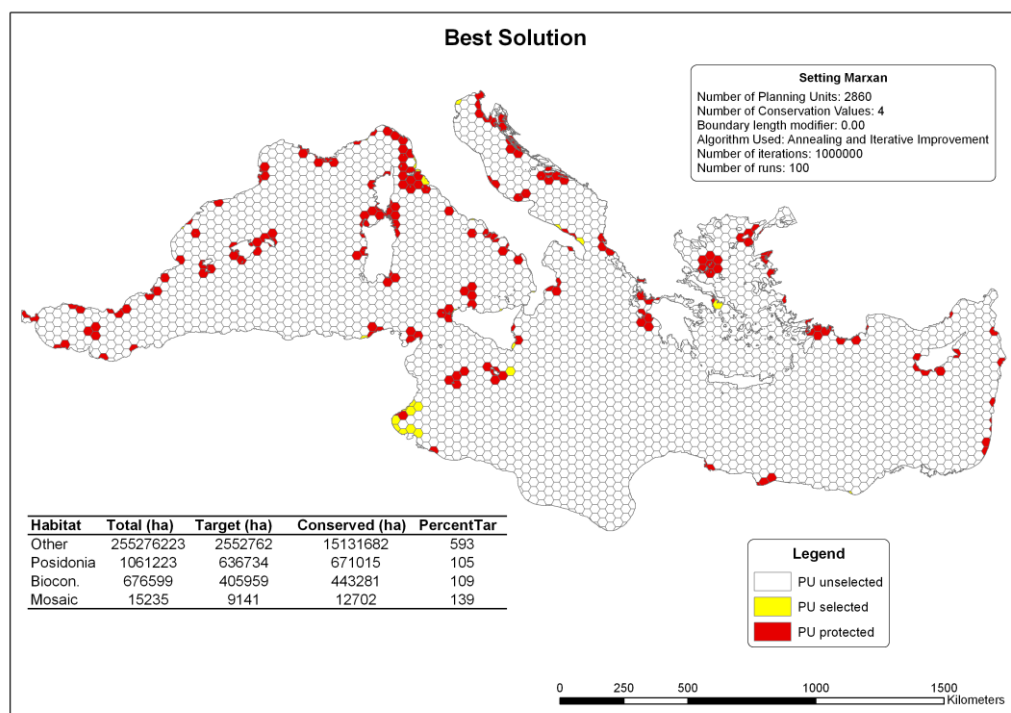 Best Solution
Setting Marxan
Number of Planning Units: 2860
Number of Conservation Values: 4
Boundary length modifier: 0.00
Algorithm Used: Annealing and Iterative Improvement
Number of iterations: 1000000
Number of runs: 100
Habitat Total (ha) Target (ha) Conserved (ha) PercentTar
Other 255276223 2552762 15131682 593
Posidonia 1061223 636734 671015 105
Biocon. 676599 405959 443281 109
Mosaic 15235 9141 12702 139
Legend
PU unselected
PU selected
PU protected
0 250 500 1000 1500
Kilometers